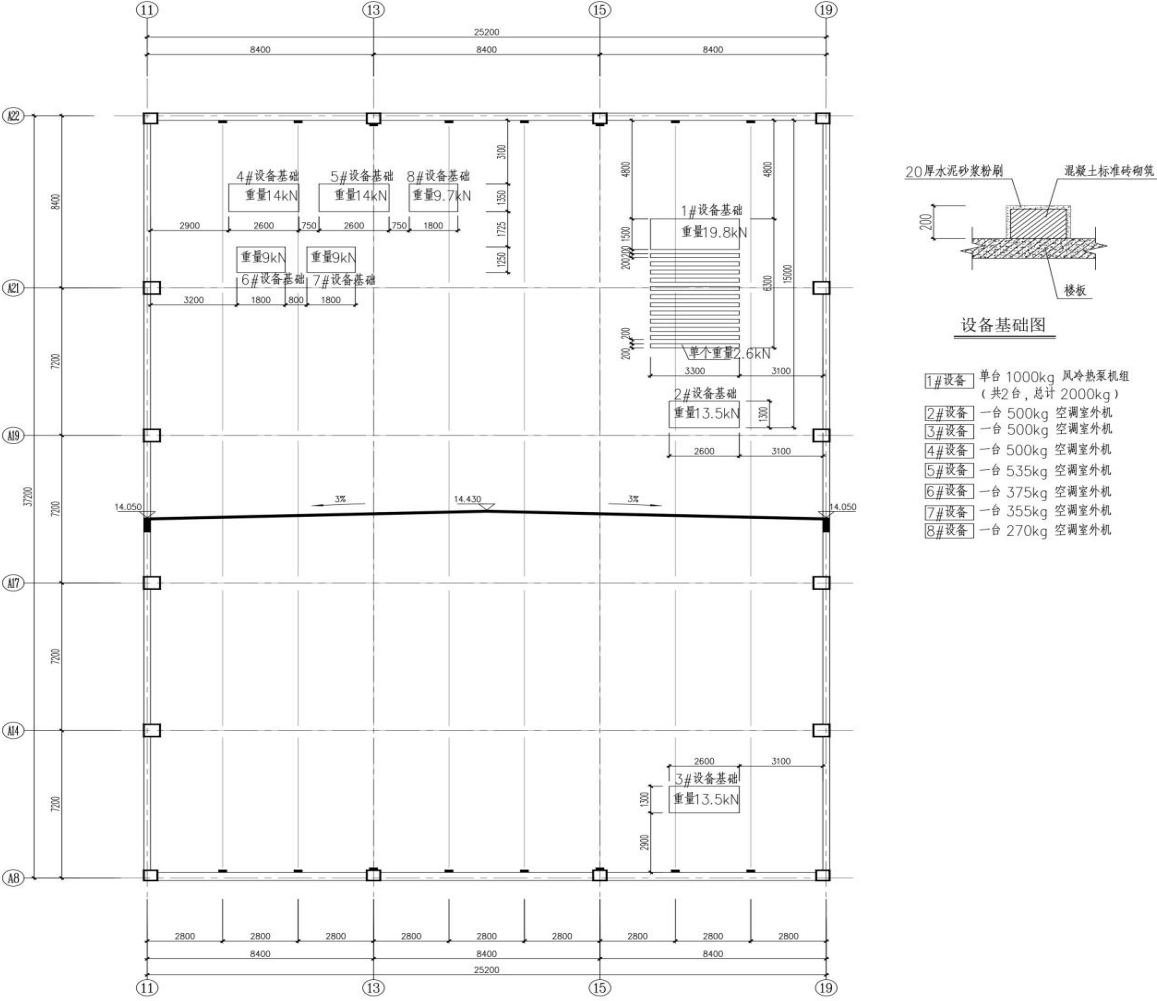 11 13 15 19
25200
8400 8400 8400
A22
A21
A19
A17
A14
A8
8400
7200
7200
7200
7200
37200
3100
1350
1725
1250
4#设备基础 5#设备基础 8#设备基础
重量14kN 重量14kN 重量9.7kN
2900 2600 750 2600 750 1800
重量9kN 重量9kN
6#设备基础 7#设备基础
3200 1800 800 1800
4800 4800
1#设备基础
重量19.8kN
1500
200 200
6300
15000
200
200
单个重量2.6kN
3300 3100
2#设备基础
重量13.5kN
1300
2600 3100
14.050 3% 14.430 3% 14.050
2600 3100
3#设备基础
重量13.5kN
1300
2900
2800 2800 2800 2800 2800 2800 2800 2800 2800
8400 8400 8400
25200
11 13 15 19
20厚水泥砂浆粉刷 混凝土标准砖砌筑
200
楼板
设备基础图
1#设备 单台 1000kg 风冷热泵机组
(共2台,总计 2000kg)
2#设备 一台 500kg 空调室外机
3#设备 一台 500kg 空调室外机
4#设备 一台 500kg 空调室外机
5#设备 一台 535kg 空调室外机
6#设备 一台 375kg 空调室外机
7#设备 一台 355kg 空调室外机
8#设备 一台 270kg 空调室外机